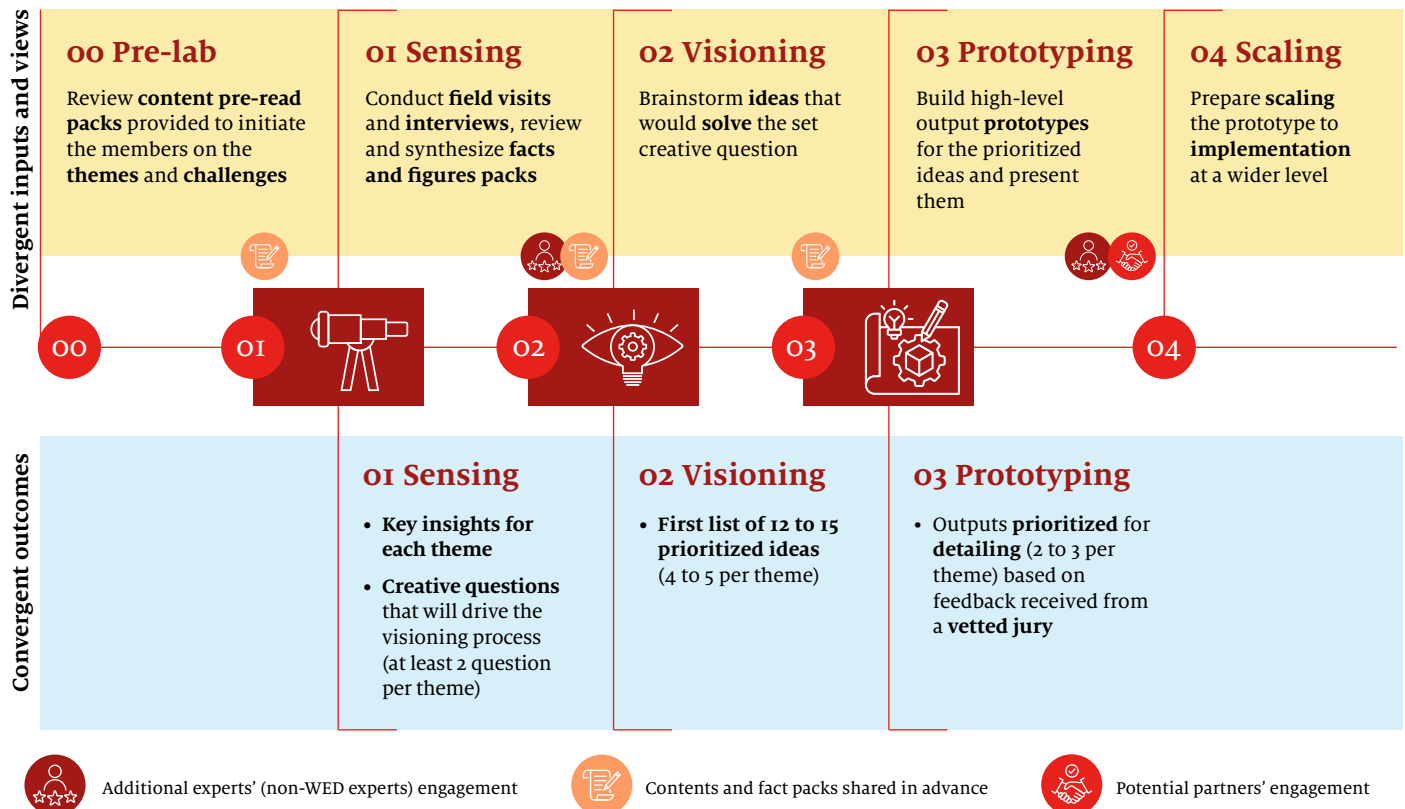 Divergent inputs and views
00 Pre-lab
Review content pre-read
packs provided to initiate
the members on the
themes and challenges
01 Sensing
Conduct field visits
and interviews, review
and synthesize facts
and figures packs
02 Visioning
Brainstorm ideas that
would solve the set
creative question
03 Prototyping
Build high-level
output prototypes
for the prioritized
ideas and present
them
04 Scaling
Prepare scaling
the prototype to
implementation
at a wider level
00
01
02
03
04
Convergent outcomes
01 Sensing
• Key insights for
each theme
• Creative questions
that will drive the
visioning process
(at least 2 question
per theme)
02 Visioning
• First list of 12 to 15
prioritized ideas
(4 to 5 per theme)
03 Prototyping
• Outputs prioritized for
detailing (2 to 3 per
theme) based on
feedback received from
a vetted jury
Additional experts' (non-WED experts) engagement
Contents and fact packs shared in advance
Potential partners' engagement